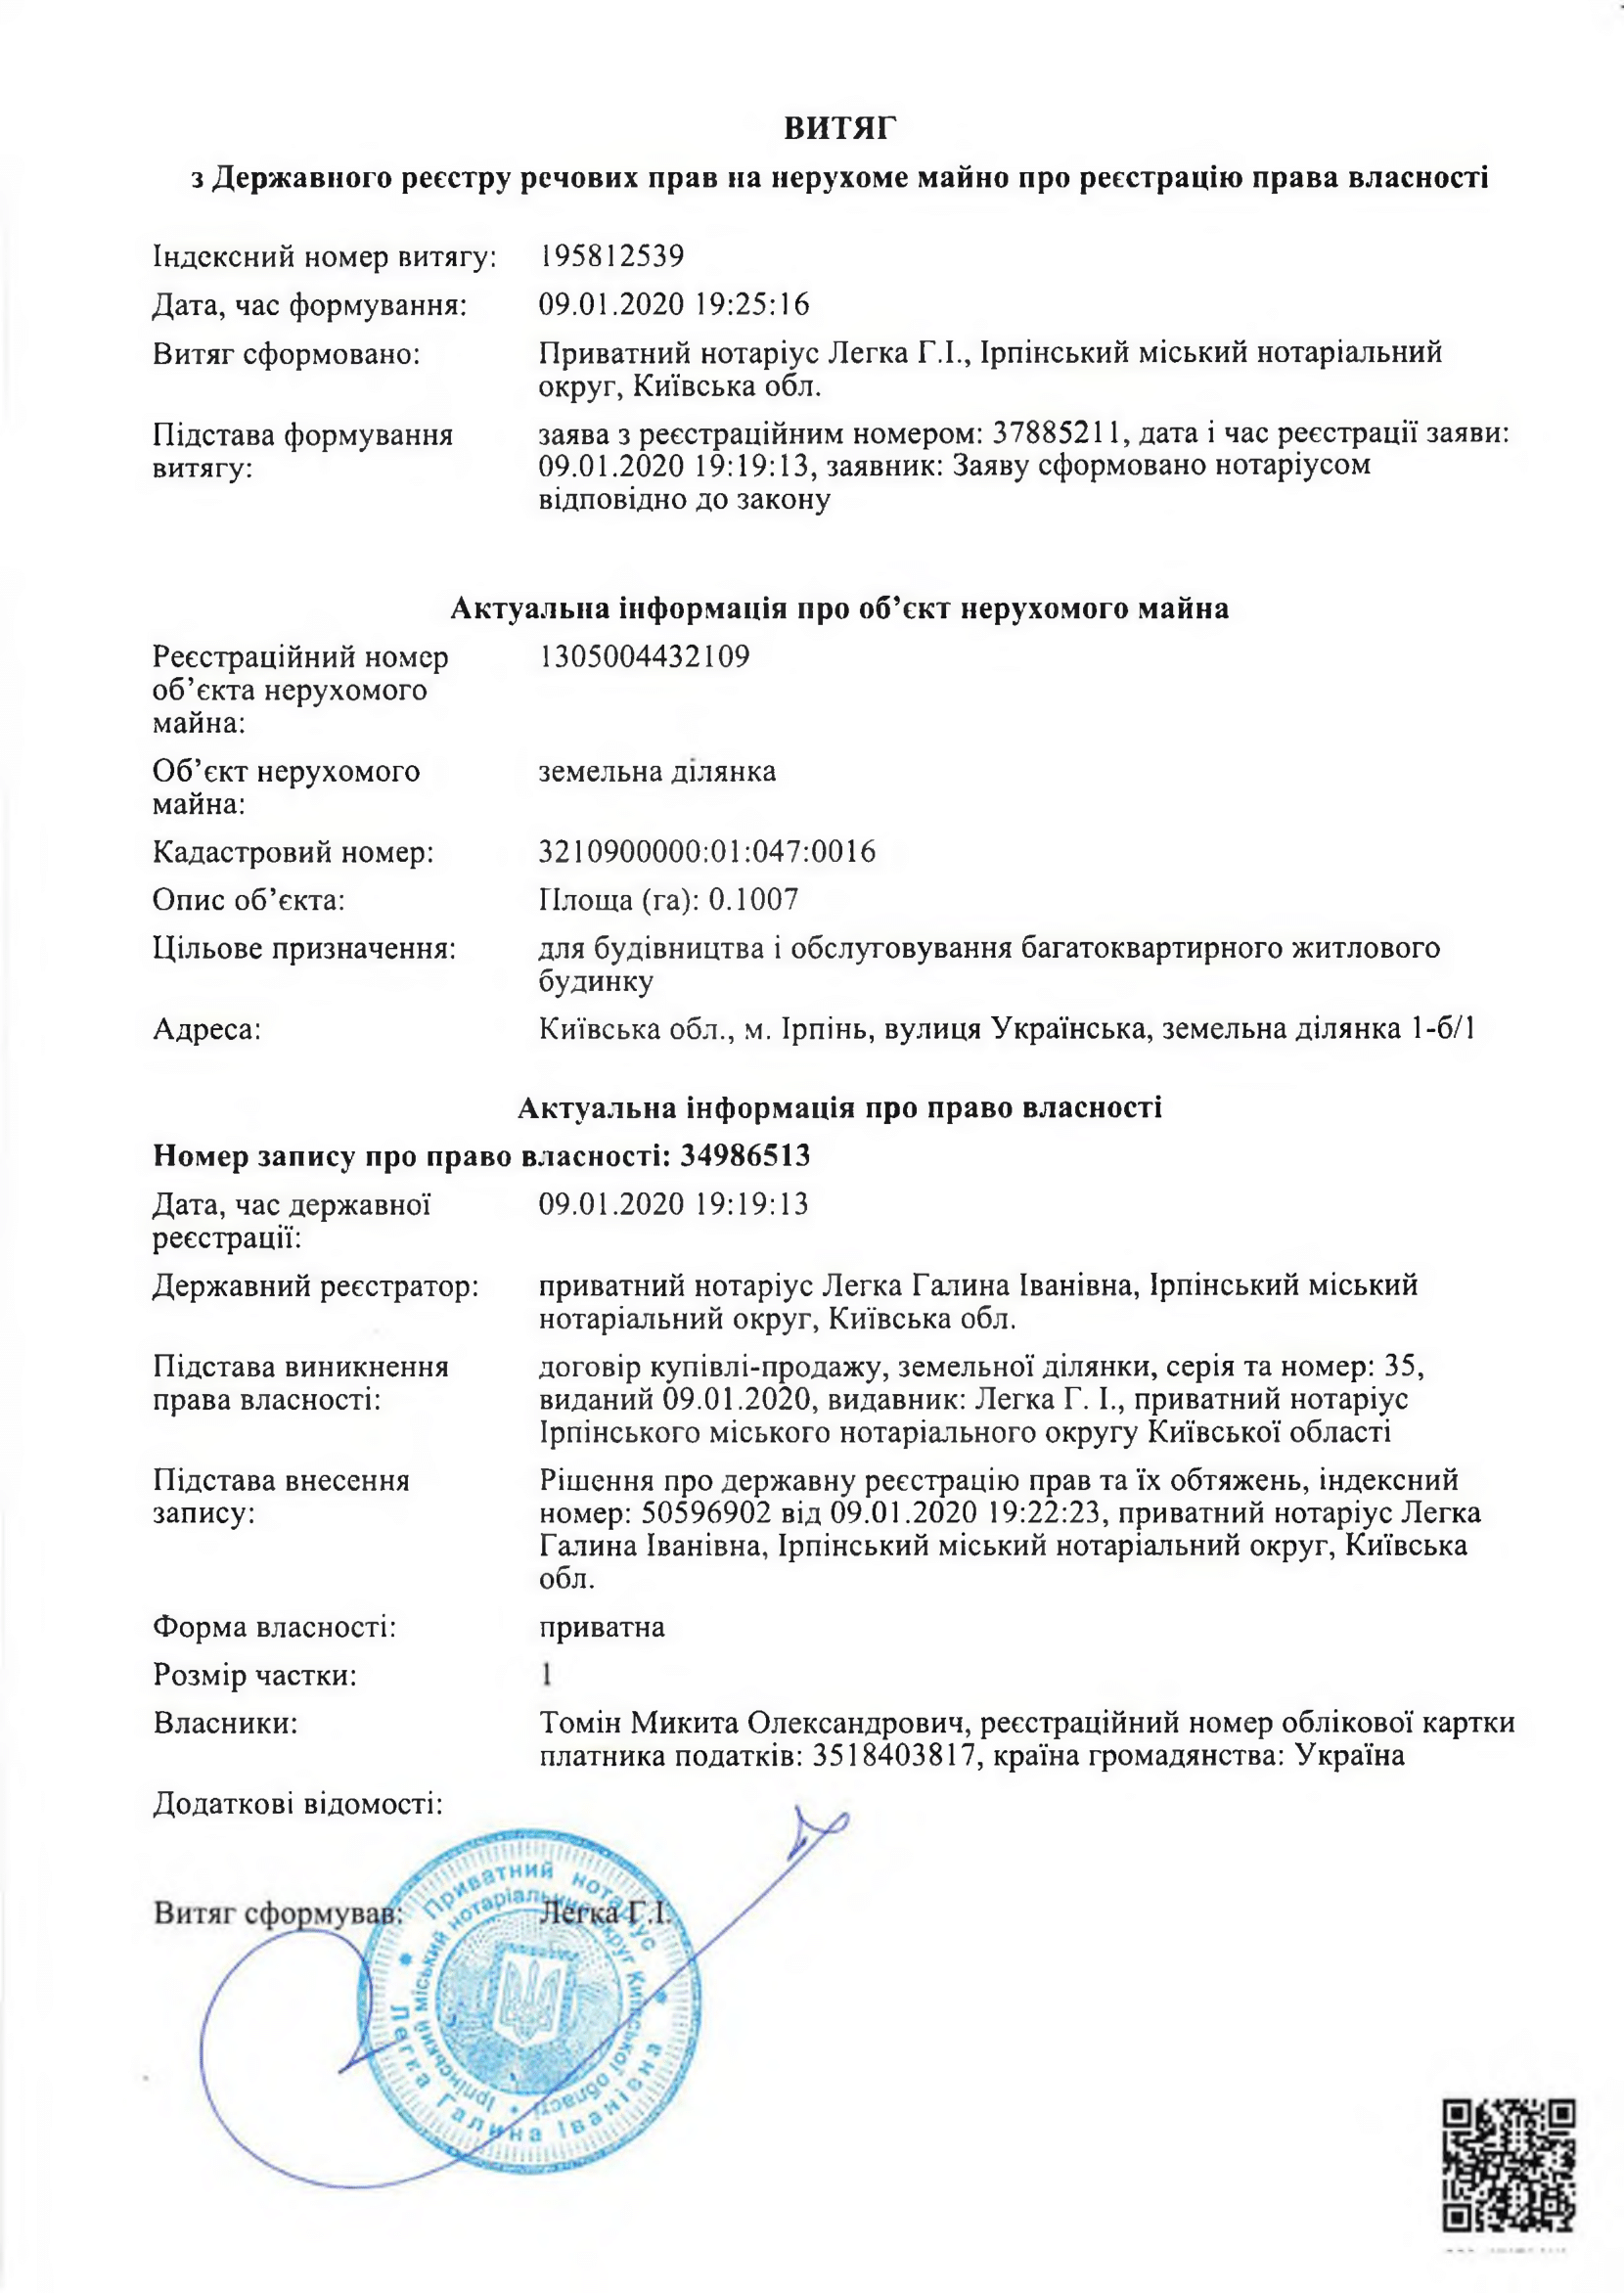 ВИТЯГ
з Державного реєстру речових прав на нерухоме майно про реєстрацію права власності
Індексний номер витягу: 195812539
Дата, час формування: 09.01.2020 19:25:16
Витяг сформовано: Приватний нотаріус Легка Г.І., Ірпінський міський нотаріальний
округ, Київська обл.
Підстава формування заява з реєстраційним номером: 37885211, дата і час реєстрації заяви:
витягу: 09.01.2020 19:19:13, заявник: Заяву сформовано нотаріусом
відповідно до закону
Актуальна інформація про об’єкт нерухомого майна
Реєстраційний номер 1305004432109
об’єкта нерухомого
майна:
Об’єкт нерухомого земельна ділянка
майна:
Кадастровий номер: 3210900000:01:047:0016
Опис об’єкта: Площа (га): 0.1007
Цільове призначення: для будівництва і обслуговування багатоквартирного житлового
будинку
Адреса: Київська обл., м. Ірпінь, вулиця Українська, земельна ділянка 1-б/1
Актуальна інформація про право власності
Номер запису про право власності: 34986513
Дата, час державної 09.01.2020 19:19:13
реєстрації:
Державний реєстратор: приватний нотаріус Легка Галина Іванівна, Ірпінський міський
нотаріальний округ, Київська обл.
Підстава виникнення договір купівлі-продажу, земельної ділянки, серія та номер: 35,
права власності: виданий 09.01.2020, видавник: Легка Г. І., приватний нотаріус
Ірпінського міського нотаріального округу Київської області
Підстава внесення Рішення про державну реєстрацію прав та їх обтяжень, індексний
запису: номер: 50596902 від 09.01.2020 19:22:23, приватний нотаріус Легка
Галина Іванівна, Ірпінський міський нотаріальний округ, Київська
обл.
Форма власності: приватна
Розмір частки: 1
Власники: Томін Микита Олександрович, реєстраційний номер облікової картки
платника податків: 3518403817, країна громадянства: Україна
Додаткові відомості:
Витяг сформував: Легка Г.І.
Приватний нотаріус
Легка Галина Іванівна
Ірпінський міський нотаріальний округ Київської області